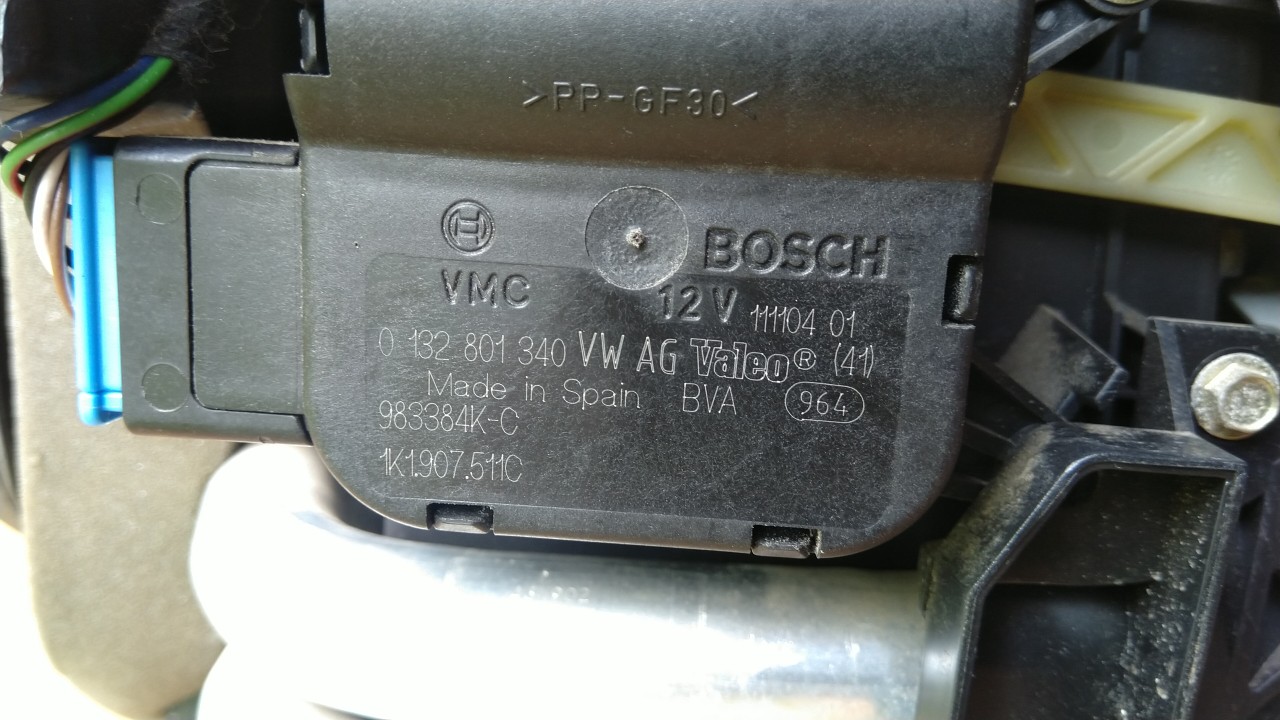 >PP-GF30<
BOSCH
VMC 12V 111104 01
0 132 801 340 VW AG Valeo® (41)
Made in Spain BVA 964
983384K-C
1K1.907.511C